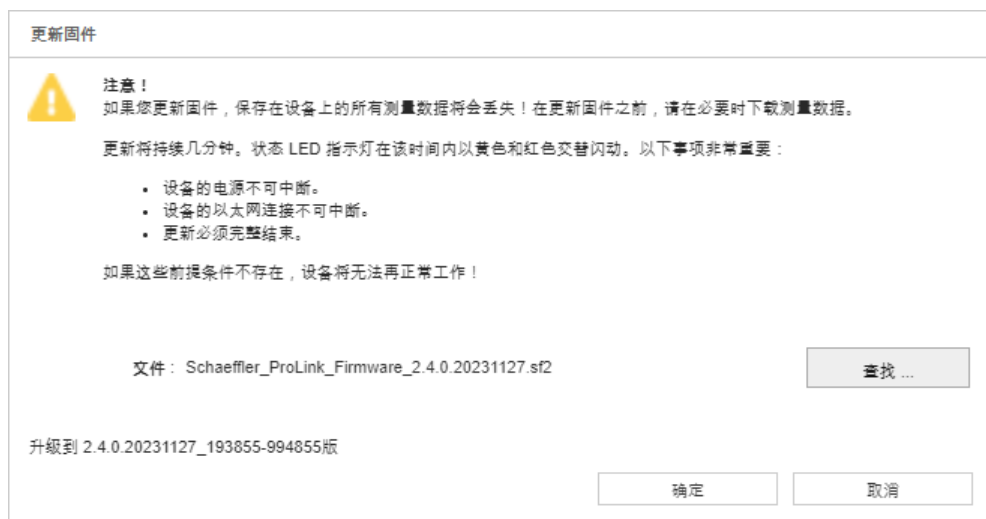 更新固件
注意！
如果您更新固件，保存在设备上的所有测量数据将会丢失！在更新固件之前，请在必要时下载测量数据。
更新将持续几分钟。状态 LED 指示灯在该时间内以黄色和红色交替闪动。以下事项非常重要：
• 设备的电源不可中断。
• 设备的以太网连接不可中断。
• 更新必须完整结束。
如果这些前提条件不存在，设备将无法再正常工作！
文件： Schaeffler_ProLink_Firmware_2.4.0.20231127.sf2
查找 ...
升级到 2.4.0.20231127_193855-994855版
确定
取消